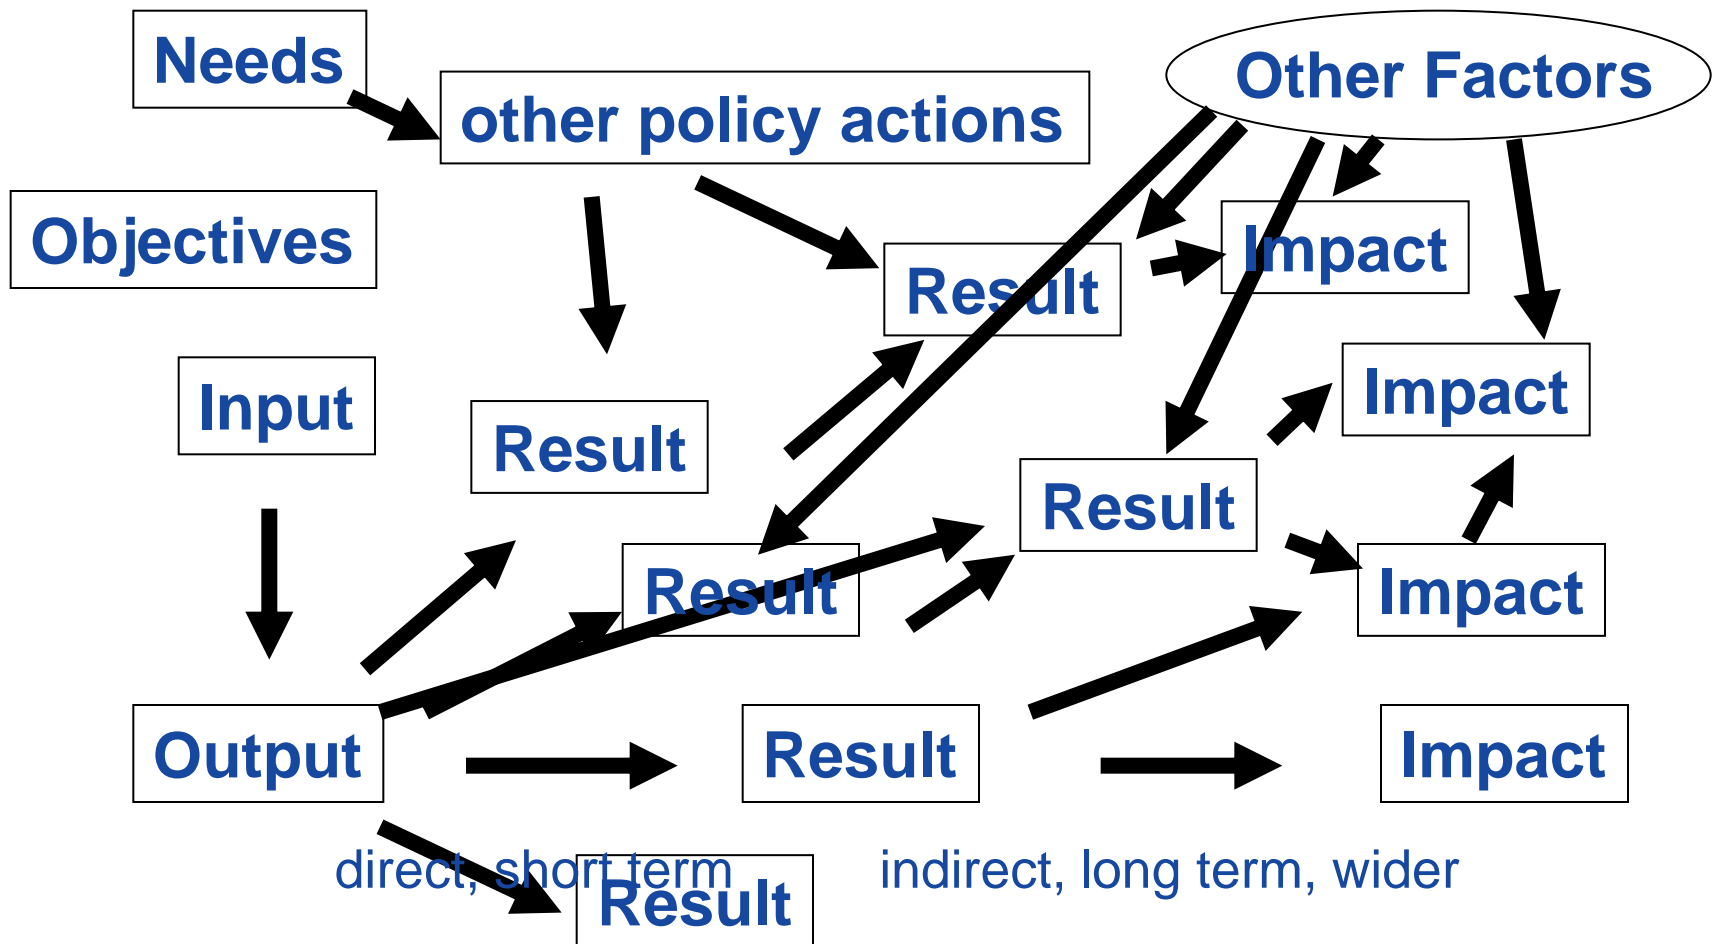 Needs
Other Factors
other policy actions
Objectives
Impact
Result
Impact
Input
Result
Result
Result
Impact
Output
Result
Impact
direct, short term
indirect, long term, wider
Result